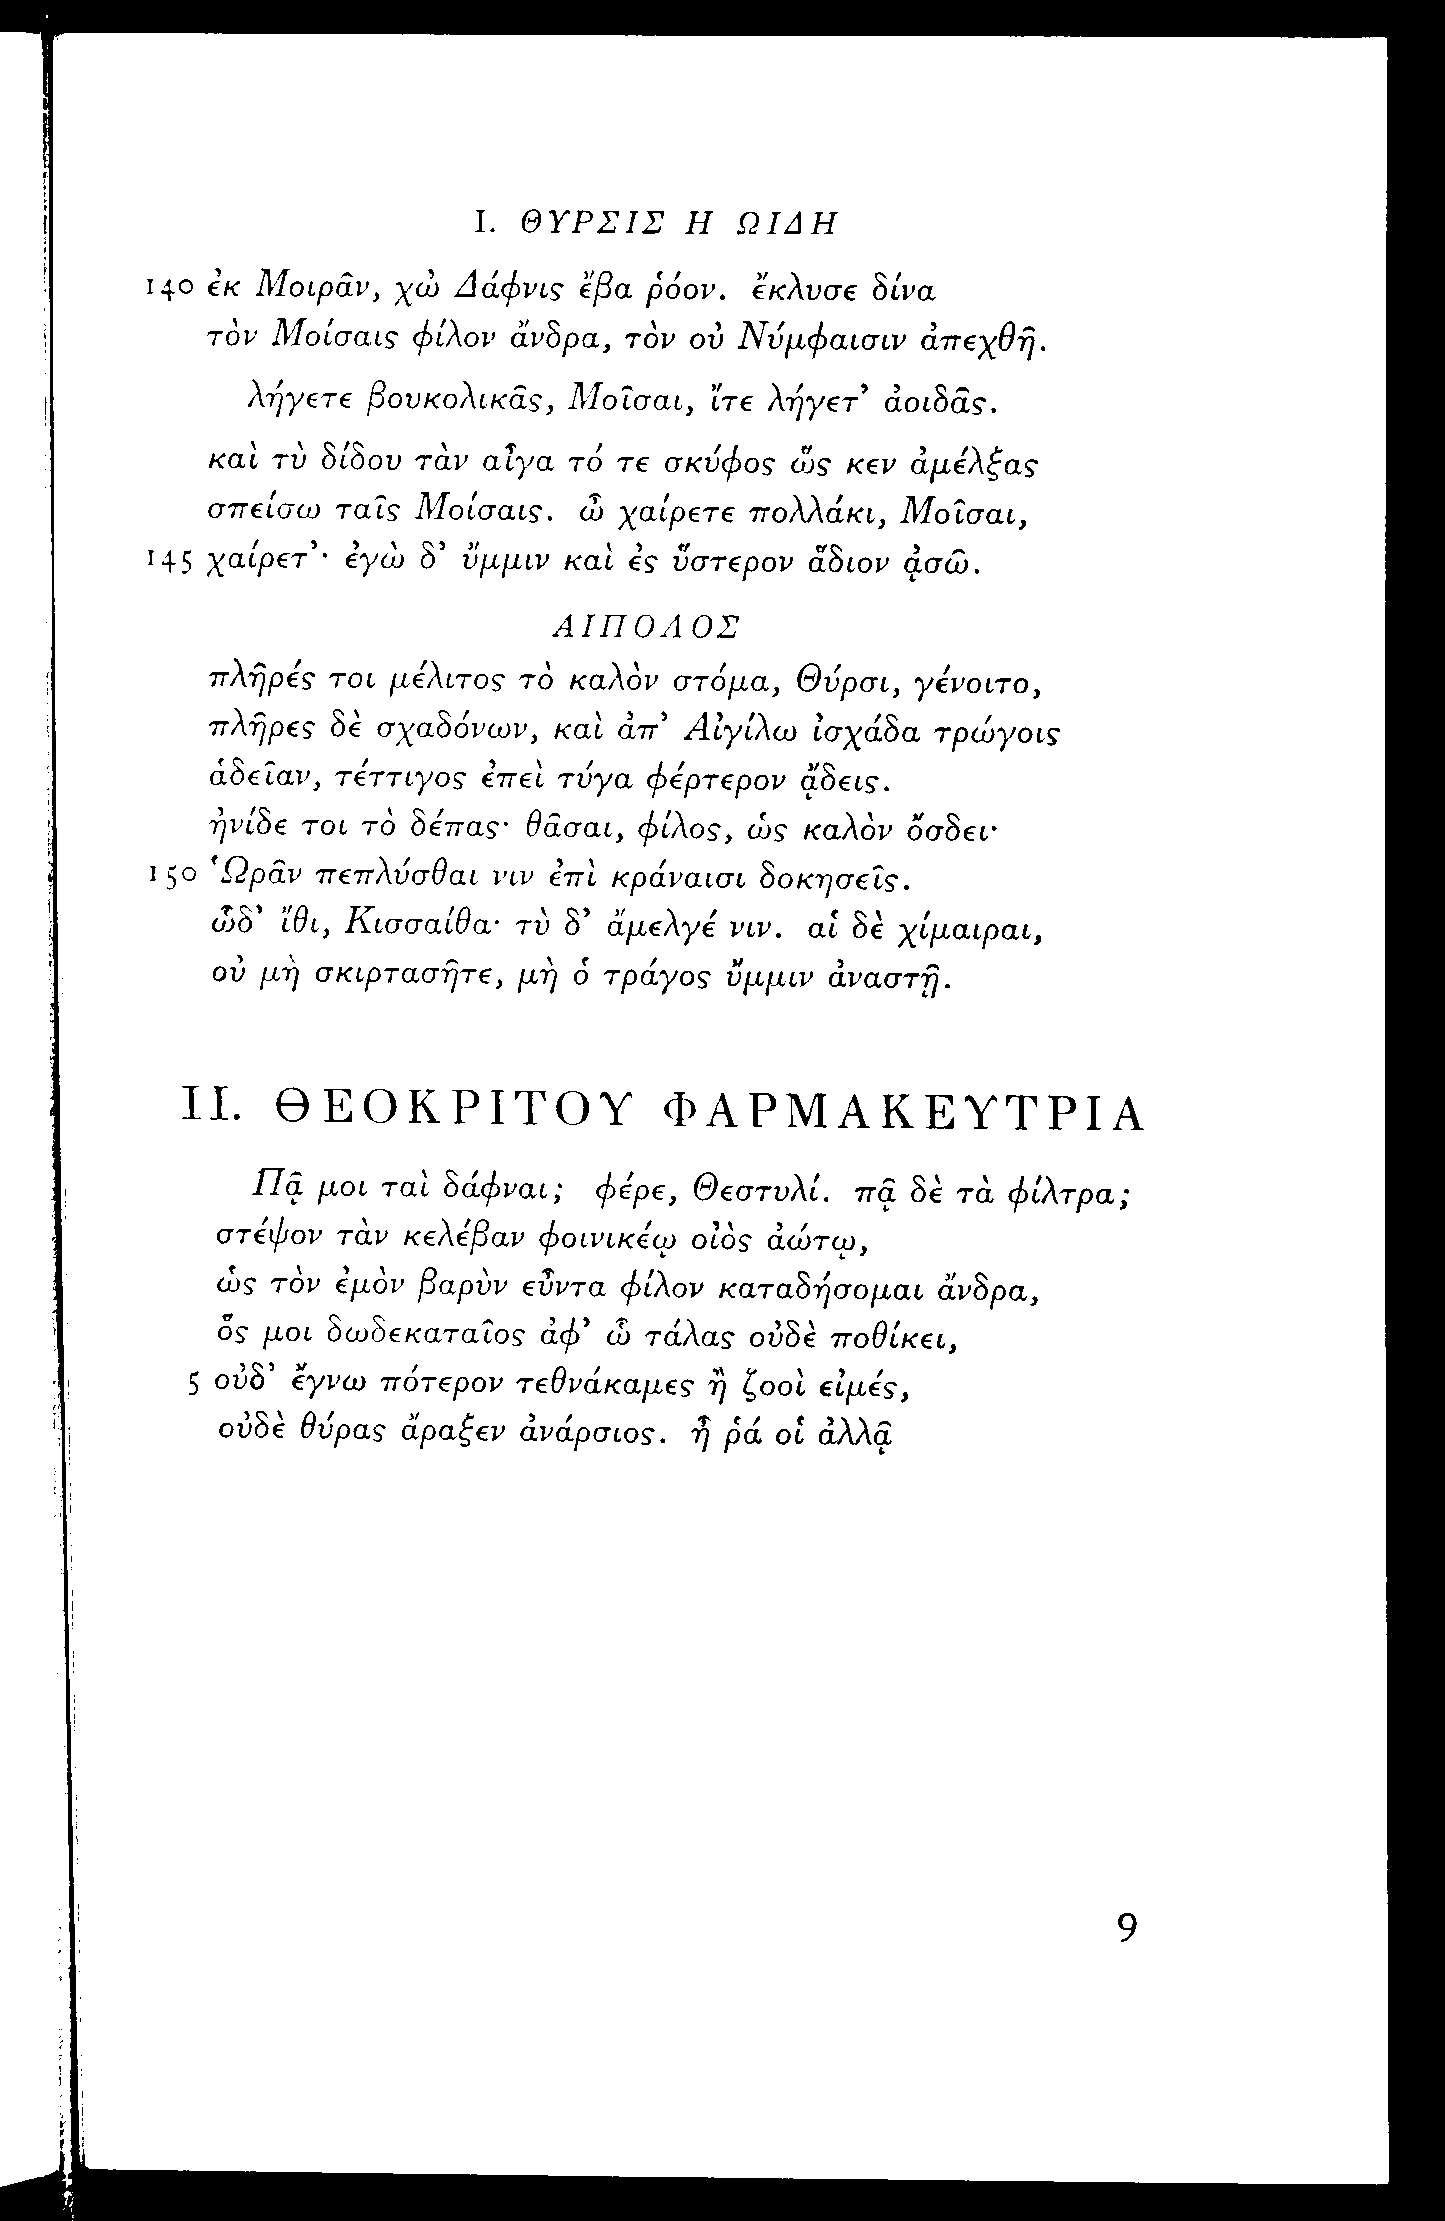 I. ΘΥΡΣΙΣ Η ΩΙΔΗ
140 ἐκ Μοιρᾶν, χὠ Δάφνις ἔβα ῥόον. ἔκλυσε δίνα
τὸν Μοίσαις φίλον ἄνδρα, τὸν οὐ Νύμφαισιν ἀπεχθῆ.
λήγετε βουκολικᾶς, Μοῖσαι, ἴτε λήγετ’ ἀοιδᾶς.
καὶ τὺ δίδου τὰν αἶγα τό τε σκύφος ὥς κεν ἀμέλξας
σπείσω ταῖς Μοίσαις. ὦ χαίρετε πολλάκι, Μοῖσαι,
145 χαίρετ’· ἐγὼ δ’ ὔμμιν καὶ ἐς ὕστερον ἅδιον ᾀσῶ.
ΑΙΠΟΛΟΣ
πλῆρές τοι μέλιτος τὸ καλὸν στόμα, Θύρσι, γένοιτο,
πλῆρες δὲ σχαδόνων, καὶ ἀπ’ Αἰγίλω ἰσχάδα τρώγοις
ἁδεῖαν, τέττιγος ἐπεὶ τύγα φέρτερον ᾄδεις.
ἠνίδε τοι τὸ δέπας· θᾶσαι, φίλος, ὡς καλὸν ὄσδει·
150 Ὡρᾶν πεπλύσθαι νιν ἐπὶ κράναισι δοκησεῖς.
ὧδ’ ἴθι, Κισσαίθα· τὺ δ’ ἄμελγέ νιν. αἱ δὲ χίμαιραι,
οὐ μὴ σκιρτασῆτε, μὴ ὁ τράγος ὔμμιν ἀναστῇ.
II. ΘΕΟΚΡΙΤΟΥ ΦΑΡΜΑΚΕΥΤΡΙΑ
Πᾷ μοι ταὶ δάφναι; φέρε, Θεστυλί. πᾷ δὲ τὰ φίλτρα;
στέψον τὰν κελέβαν φοινικέῳ οἰὸς ἀώτῳ,
ὡς τὸν ἐμὸν βαρὺν εὖντα φίλον καταδήσομαι ἄνδρα,
ὅς μοι δωδεκαταῖος ἀφ’ ὧ τάλας οὐδὲ ποθίκει,
5 οὐδ’ ἔγνω πότερον τεθνάκαμες ἢ ζοοὶ εἰμές,
οὐδὲ θύρας ἄραξεν ἀνάρσιος. ἦ ῥά οἱ ἀλλᾷ
9